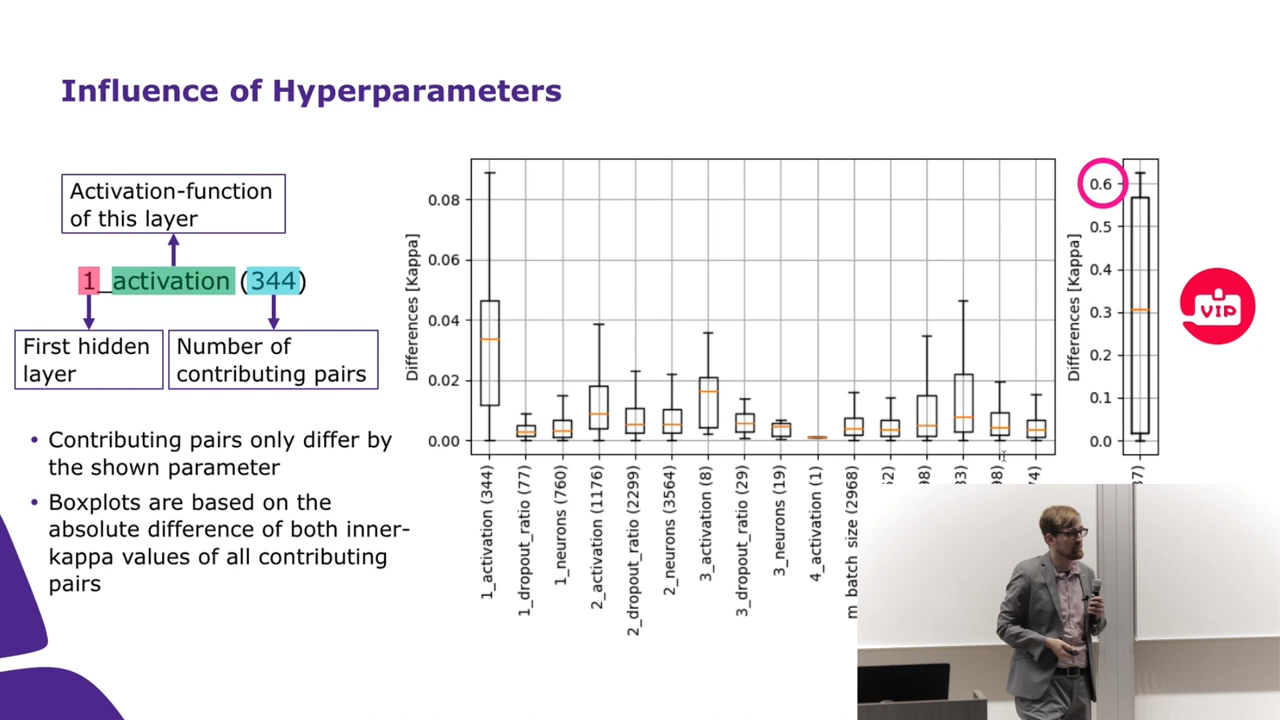 Influence of Hyperparameters
Activation-function
of this layer
1_activation (344)
First hidden
layer
Number of
contributing pairs
• Contributing pairs only differ by
the shown parameter
• Boxplots are based on the
absolute difference of both inner-
kappa values of all contributing
pairs
Differences [Kappa]
0.08
0.06
0.04
0.02
0.00
1_activation (344)
1_dropout_ratio (77)
1_neurons (760)
2_activation (1176)
2_dropout_ratio (2299)
2_neurons (3564)
3_activation (8)
3_dropout_ratio (29)
3_neurons (19)
4_activation (1)
m_batch_size (2968)
Differences [Kappa]
0.6
0.5
0.4
0.3
0.2
0.1
0.0
VIP